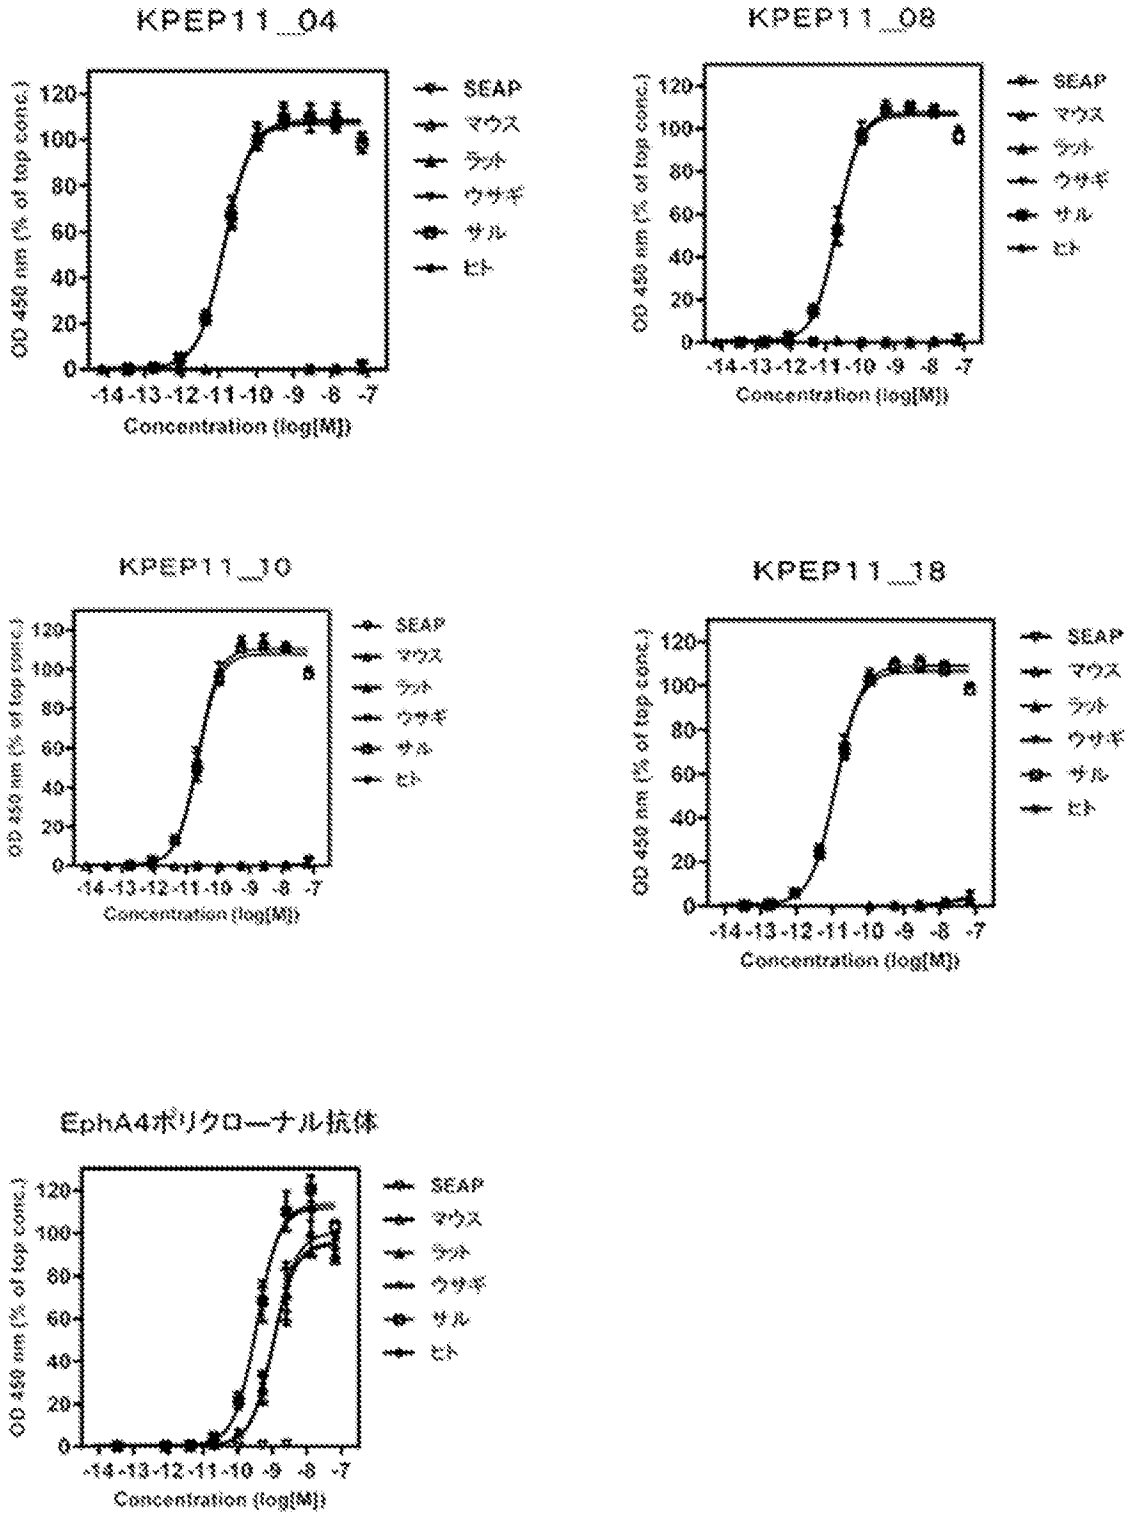 KPEP11_04
OD 450 nm (% of top conc.)
120
100
80
60
40
20
0
-14 -13 -12 -11 -10 -9 -8 -7
Concentration (log[M])
SEAP
マウス
ラット
ウサギ
サル
ヒト
KPEP11_08
OD 450 nm (% of top conc.)
120
100
80
60
40
20
0
-14 -13 -12 -11 -10 -9 -8 -7
Concentration (log[M])
SEAP
マウス
ラット
ウサギ
サル
ヒト
KPEP11_10
OD 450 nm (% of top conc.)
120
100
80
60
40
20
0
-14 -13 -12 -11 -10 -9 -8 -7
Concentration (log[M])
SEAP
マウス
ラット
ウサギ
サル
ヒト
KPEP11_18
OD 450 nm (% of top conc.)
120
100
80
60
40
20
0
-14 -13 -12 -11 -10 -9 -8 -7
Concentration (log[M])
SEAP
マウス
ラット
ウサギ
サル
ヒト
EphA4ポリクローナル抗体
OD 450 nm (% of top conc.)
120
100
80
60
40
20
0
-14 -13 -12 -11 -10 -9 -8 -7
Concentration (log[M])
SEAP
マウス
ラット
ウサギ
サル
ヒト